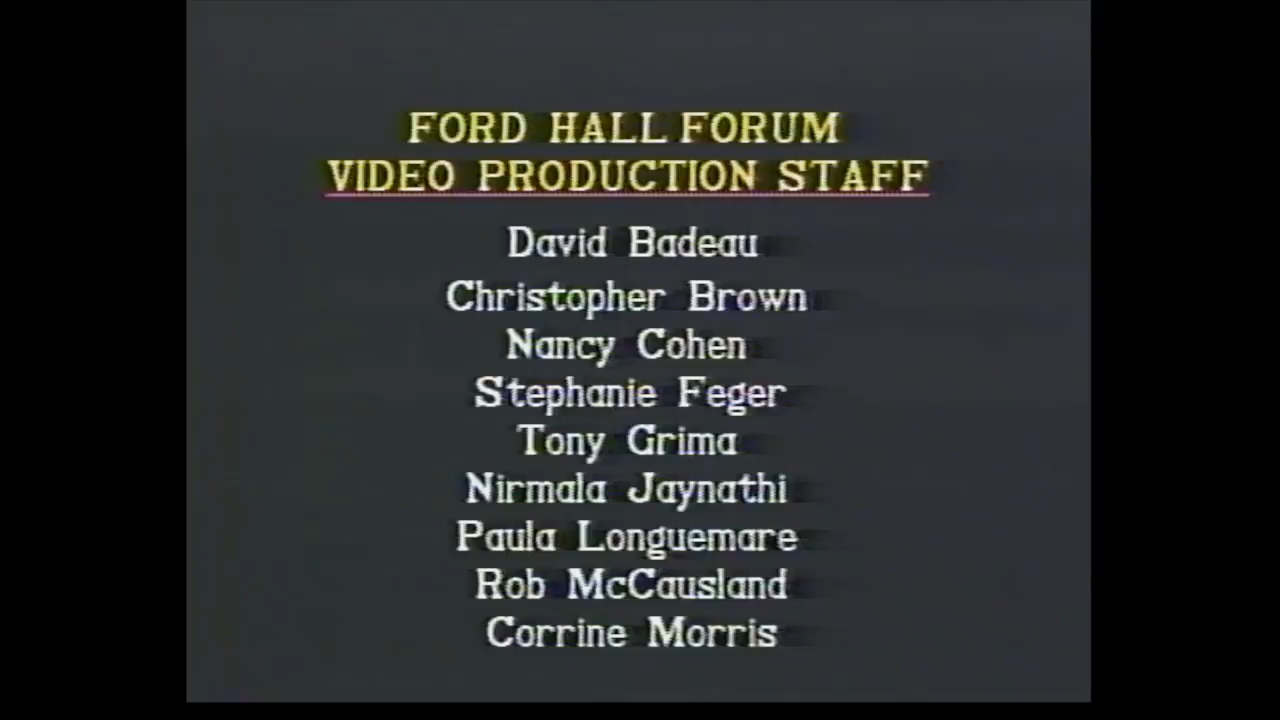 FORD HALL FORUM
VIDEO PRODUCTION STAFF
David Badeau
Christopher Brown
Nancy Cohen
Stephanie Feger
Tony Grima
Nirmala Jaynathi
Paula Longuemare
Rob McCausland
Corrine Morris